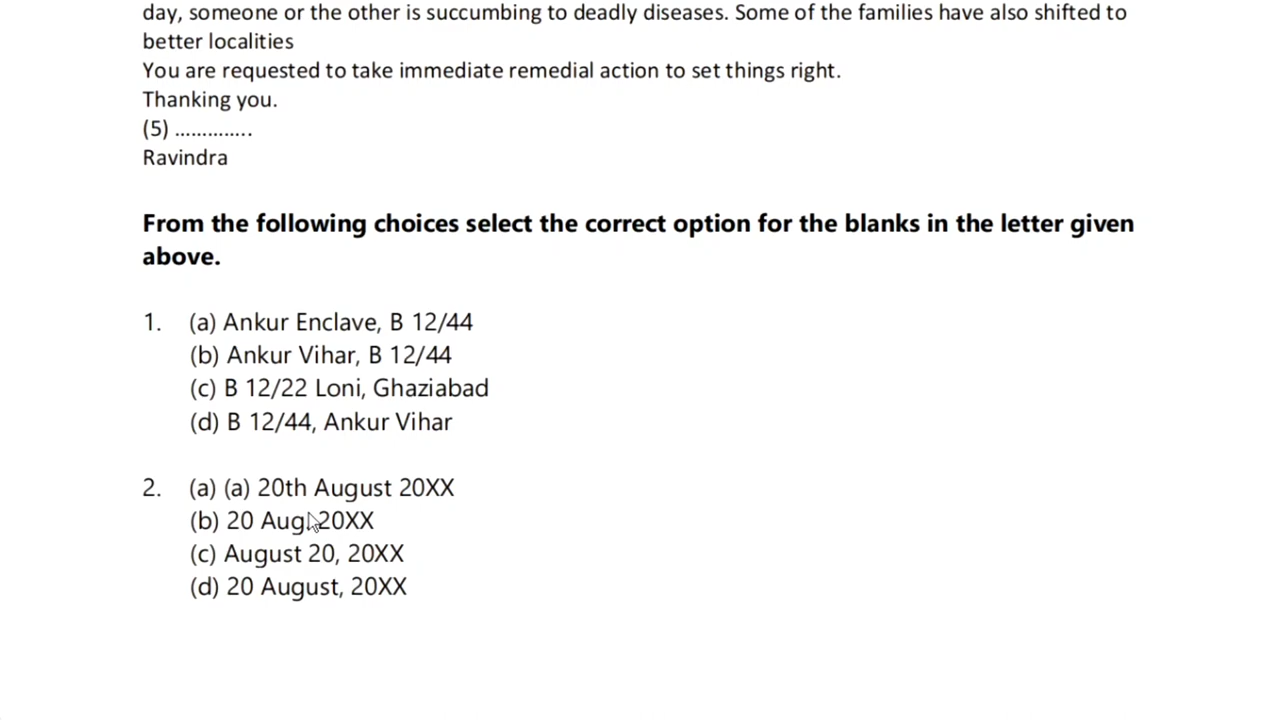 day, someone or the other is succumbing to deadly diseases. Some of the families have also shifted to
better localities
You are requested to take immediate remedial action to set things right.
Thanking you.
(5) ..............
Ravindra
From the following choices select the correct option for the blanks in the letter given
above.
1. (a) Ankur Enclave, B 12/44
(b) Ankur Vihar, B 12/44
(c) B 12/22 Loni, Ghaziabad
(d) B 12/44, Ankur Vihar
2. (a) (a) 20th August 20XX
(b) 20 Aug 20XX
(c) August 20, 20XX
(d) 20 August, 20XX